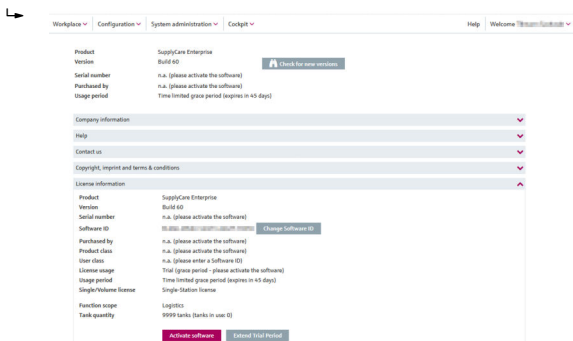 Workplace Configuration System administration Cockpit Help Welcome
Product SupplyCare Enterprise
Version Build 60 Check for new versions
Serial number n.a. (please activate the software)
Purchased by n.a. (please activate the software)
Usage period Time limited grace period (expires in 45 days)
Company information
Help
Contact us
Copyright, imprint and terms & conditions
License information
Product SupplyCare Enterprise
Version Build 60
Serial number n.a. (please activate the software)
Software ID Change Software ID
Purchased by n.a. (please activate the software)
Product class n.a. (please activate the software)
User class n.a. (please enter a Software ID)
License usage Trial (grace period - please activate the software)
Usage period Time limited grace period (expires in 45 days)
Single/Volume license Single-Station license
Function scope Logistics
Tank quantity 9999 tanks (tanks in use: 0)
Activate software Extend Trial Period